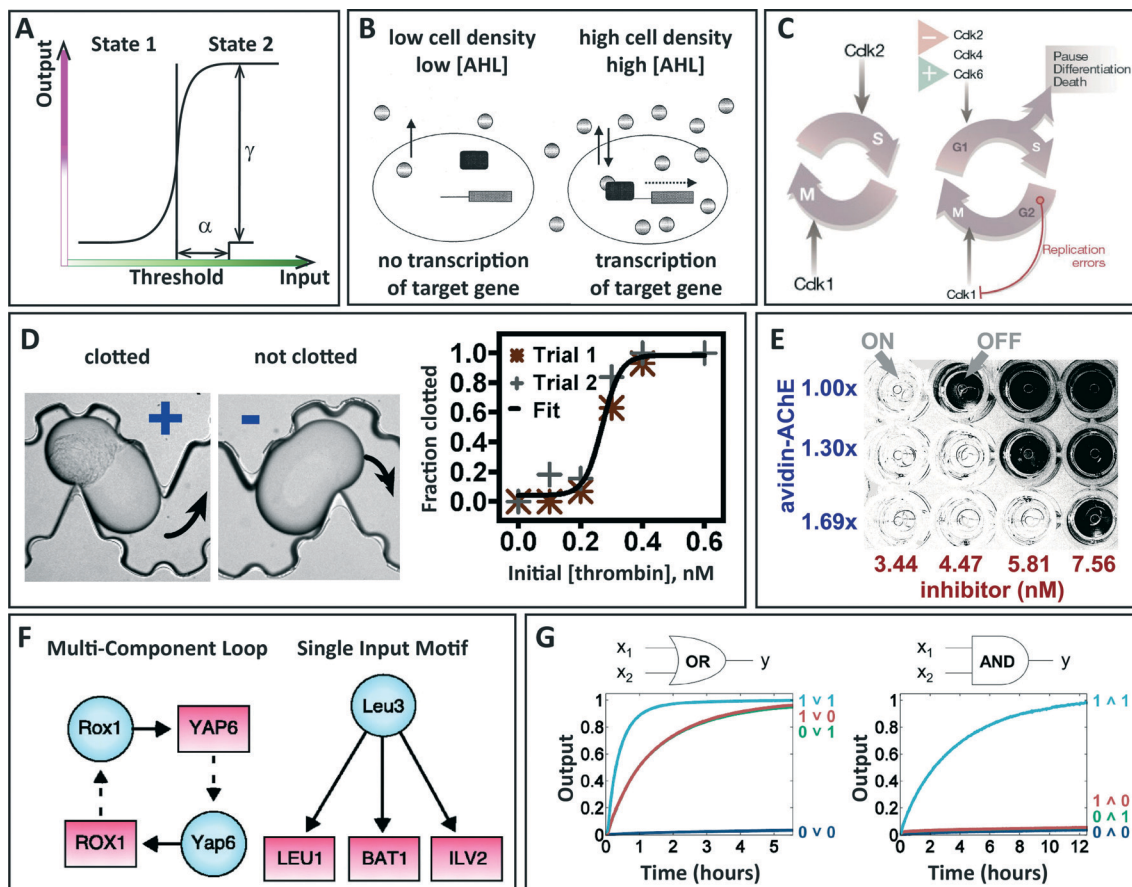 A
State 1
State 2
Output
γ
α
Threshold
Input
B
low cell density
low [AHL]
high cell density
high [AHL]
no transcription
of target gene
transcription
of target gene
C
Cdk2
S
M
Cdk1
−
+
Cdk2
Cdk4
Cdk6
Pause
Differentiation
Death
G1
S
M
G2
Replication
errors
Cdk1
D
clotted
not clotted
+
-
Fraction clotted
1.0
0.8
0.6
0.4
0.2
0.0
Trial 1
Trial 2
Fit
0.0 0.2 0.4 0.6
Initial [thrombin], nM
E
ON
OFF
avidin-AChE
1.00x
1.30x
1.69x
3.44 4.47 5.81 7.56
inhibitor (nM)
F
Multi-Component Loop
Rox1
YAP6
ROX1
Yap6
Single Input Motif
Leu3
LEU1
BAT1
ILV2
G
x1
x2
OR
y
Output
1
0.8
0.6
0.4
0.2
0
0 1 2 3 4 5
Time (hours)
1 ∨ 1
1 ∨ 0
0 ∨ 1
0 ∨ 0
x1
x2
AND
y
Output
1
0.8
0.6
0.4
0.2
0
0 2 4 6 8 10 12
Time (hours)
1 ∧ 1
1 ∧ 0
0 ∧ 1
0 ∧ 0